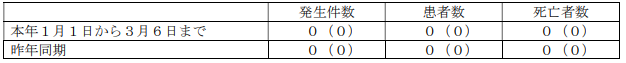 発生件数 患者数 死亡者数
本年１月１日から３月６日まで ０（０） ０（０） ０（０）
昨年同期 ０（０） ０（０） ０（０）